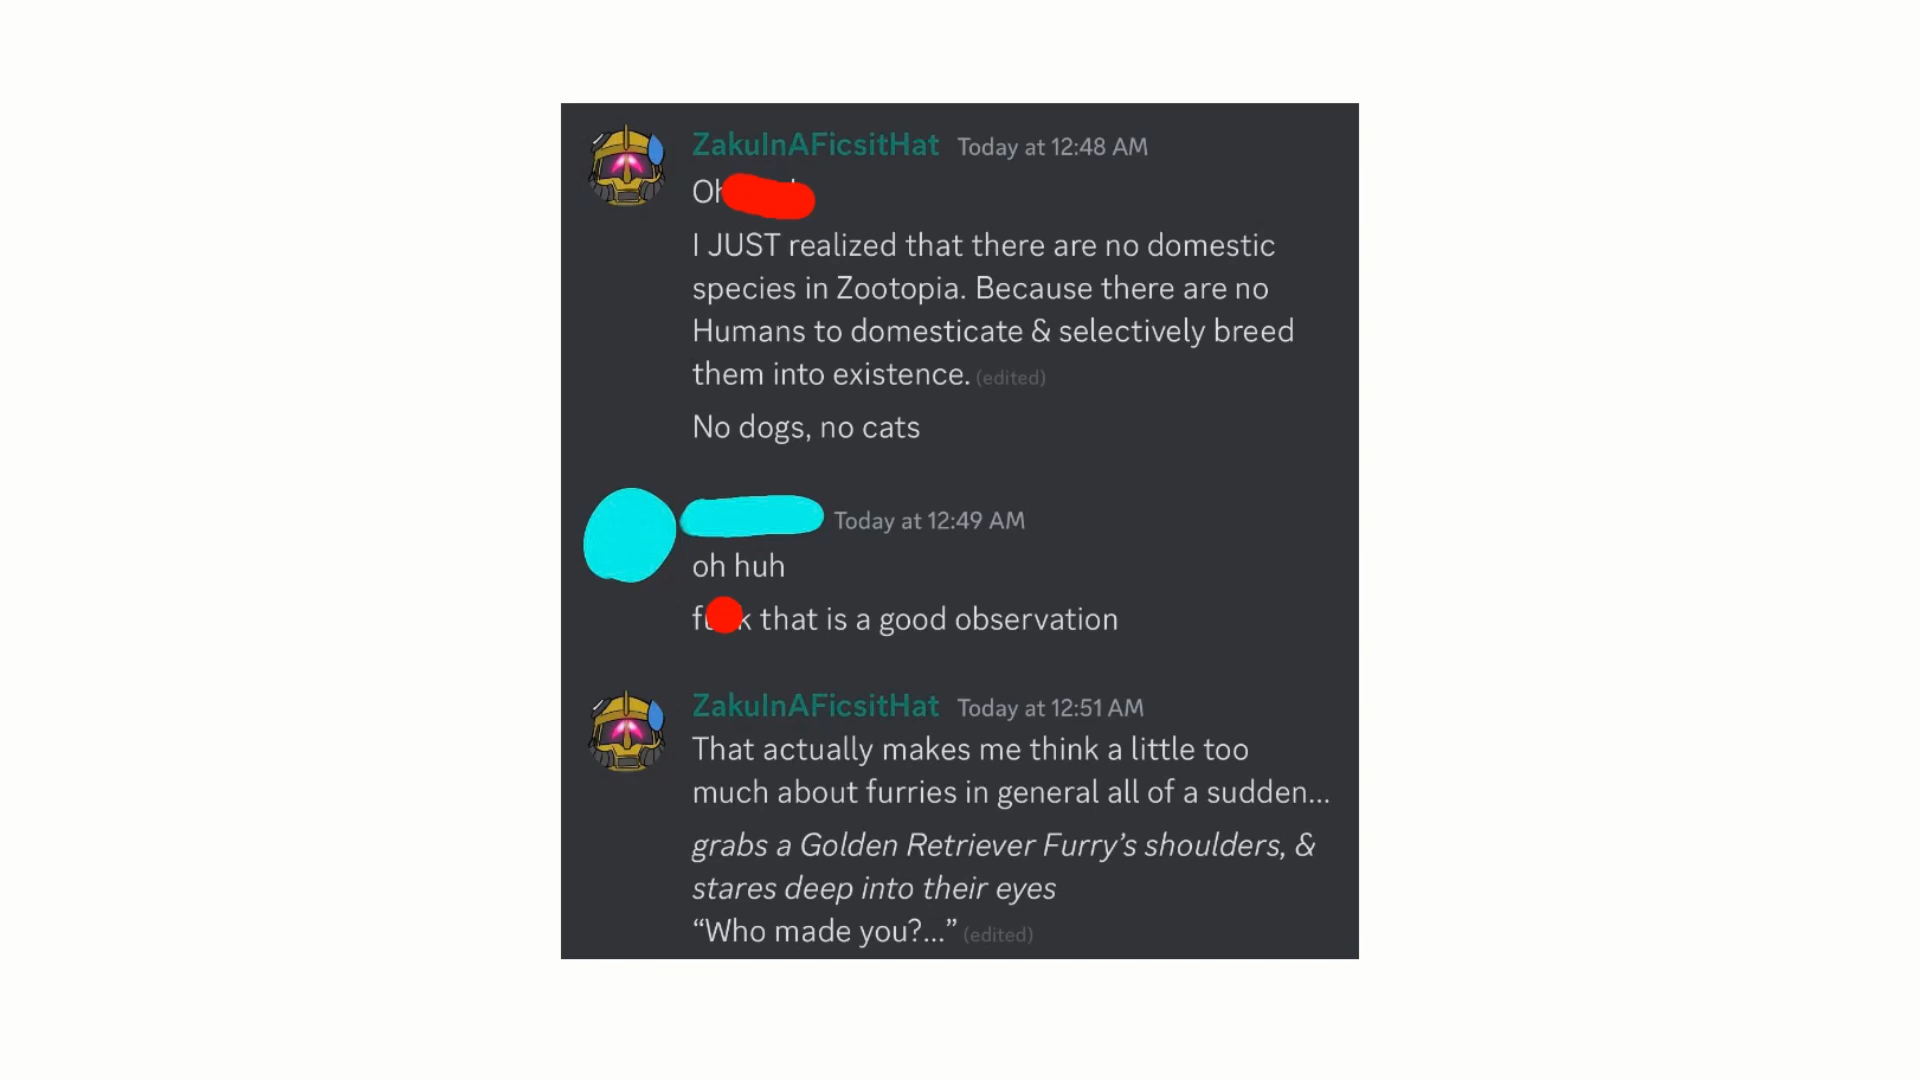 ZakuInAFicsitHat Today at 12:48 AM
Oh
I JUST realized that there are no domestic
species in Zootopia. Because there are no
Humans to domesticate & selectively breed
them into existence. (edited)
No dogs, no cats
Today at 12:49 AM
oh huh
f k that is a good observation
ZakuInAFicsitHat Today at 12:51 AM
That actually makes me think a little too
much about furries in general all of a sudden...
grabs a Golden Retriever Furry’s shoulders, &
stares deep into their eyes
“Who made you?...” (edited)